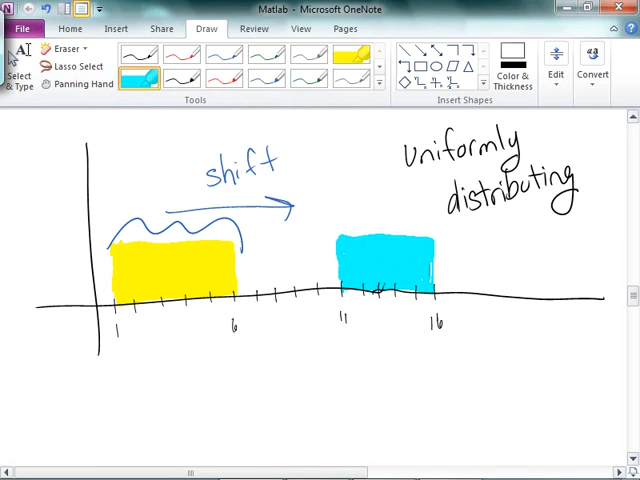 Matlab - Microsoft OneNote
File Home Insert Share Draw Review View Pages
Select & Type
Eraser
Lasso Select
Panning Hand
Tools
Insert Shapes
Color & Thickness
Edit
Convert
shift
uniformly
distributing
1 6 11 16